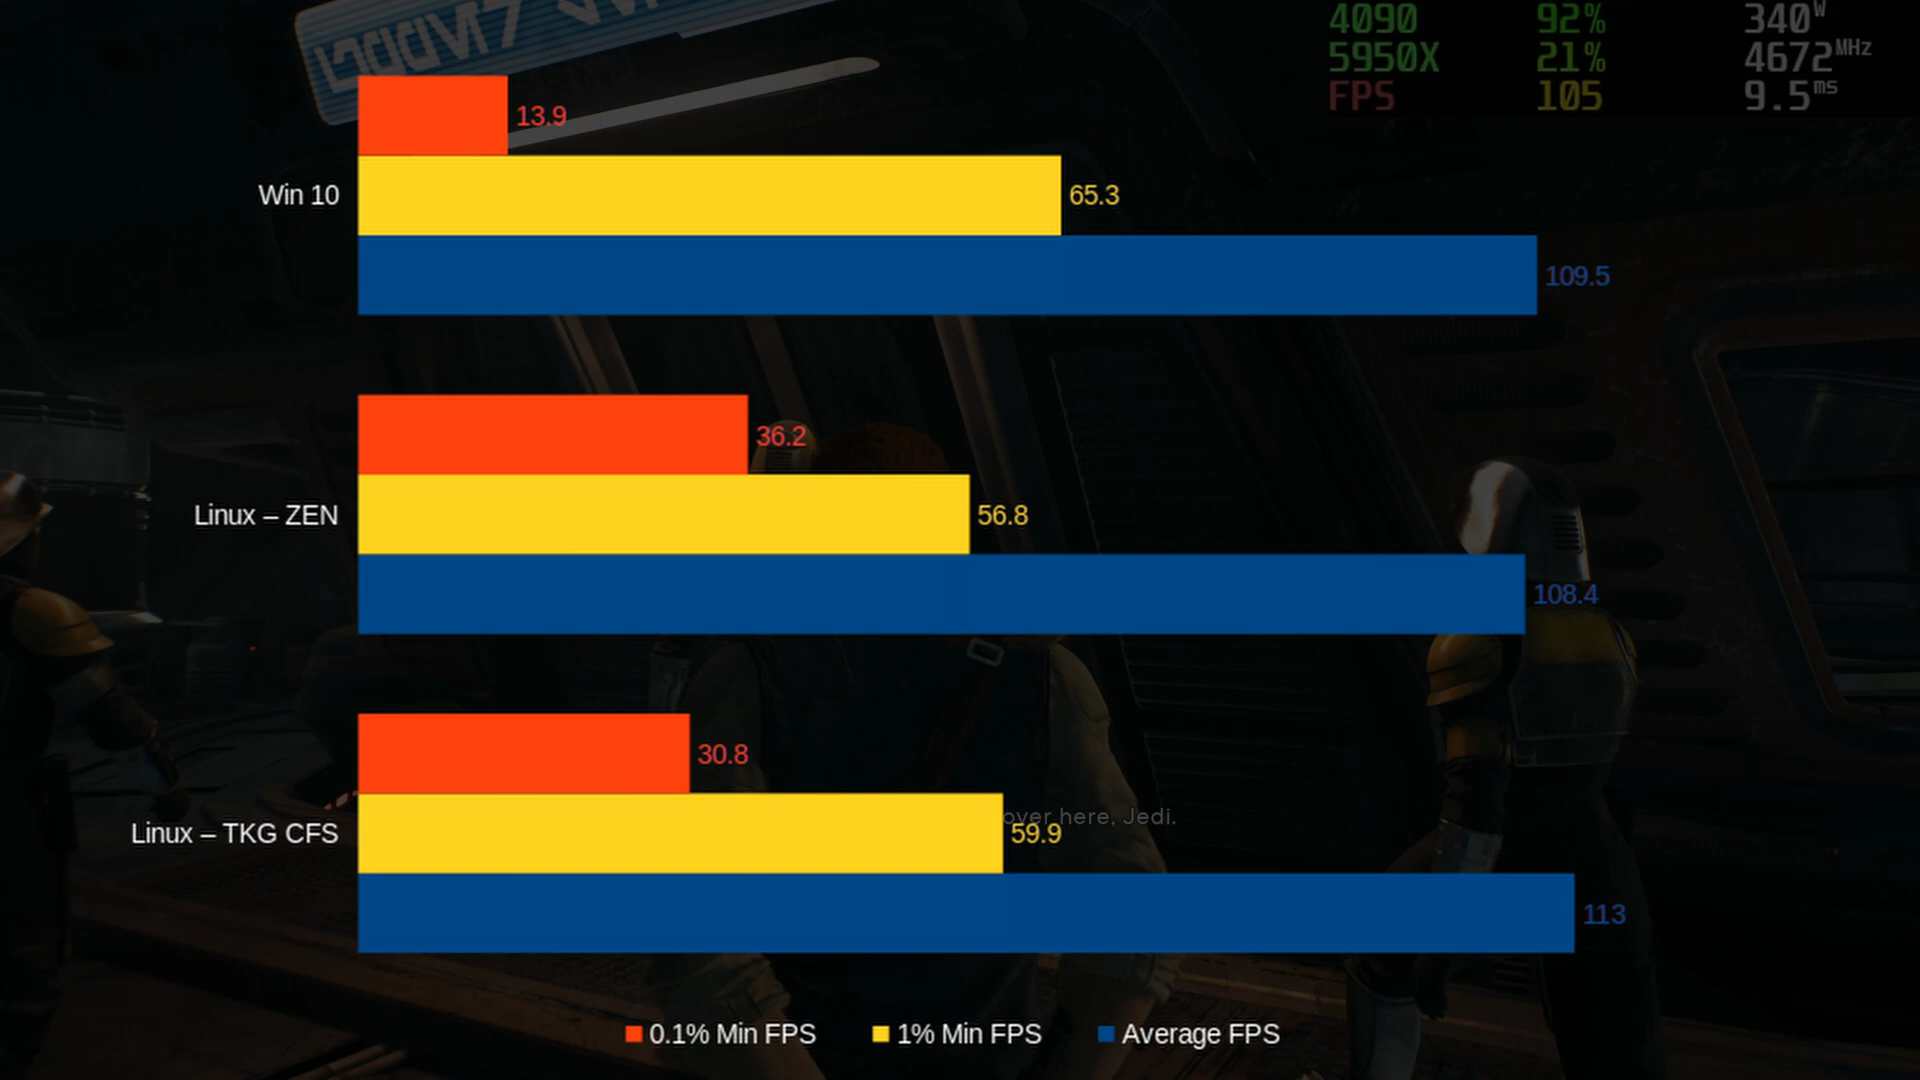 4090 92% 340W
5950X 21% 4672MHz
FPS 105 9.5ms
13.9
Win 10 65.3
109.5
36.2
Linux – ZEN 56.8
108.4
30.8
over here, Jedi.
Linux – TKG CFS 59.9
113
0.1% Min FPS 1% Min FPS Average FPS